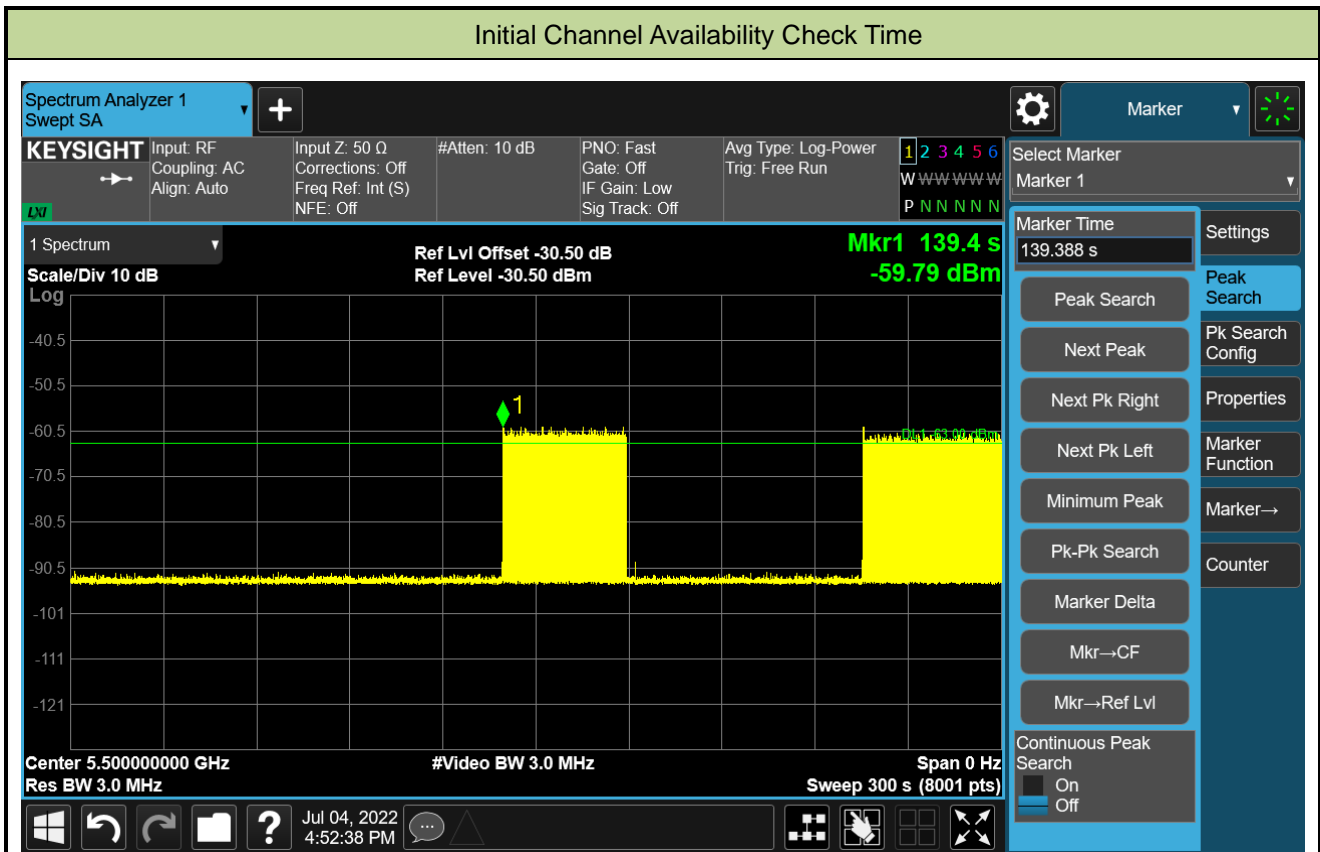 Initial Channel Availability Check Time
Spectrum Analyzer 1
Swept SA
+
Marker
KEYSIGHT
LXI
Input: RF
Coupling: AC
Align: Auto
Input Z: 50 Ω
Corrections: Off
Freq Ref: Int (S)
NFE: Off
#Atten: 10 dB
PNO: Fast
Gate: Off
IF Gain: Low
Sig Track: Off
Avg Type: Log-Power
Trig: Free Run
1 2 3 4 5 6
W W W W W W
P N N N N N
Select Marker
Marker 1
1 Spectrum
Scale/Div 10 dB
Log
Ref Lvl Offset -30.50 dB
Ref Level -30.50 dBm
Mkr1 139.4 s
-59.79 dBm
-40.5
-50.5
-60.5
-70.5
-80.5
-90.5
-101
-111
-121
1
DL1 -63.00 dBm
Center 5.500000000 GHz
Res BW 3.0 MHz
#Video BW 3.0 MHz
Span 0 Hz
Sweep 300 s (8001 pts)
Marker Time
139.388 s
Peak Search
Next Peak
Next Pk Right
Next Pk Left
Minimum Peak
Pk-Pk Search
Marker Delta
Mkr→CF
Mkr→Ref Lvl
Continuous Peak
Search
On
Off
Settings
Peak
Search
Pk Search
Config
Properties
Marker
Function
Marker→
Counter
?
Jul 04, 2022
4:52:38 PM